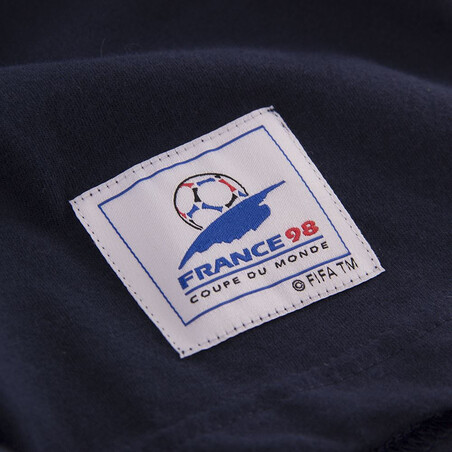 FRANCE 98
COUPE DU MONDE
© FIFA TM